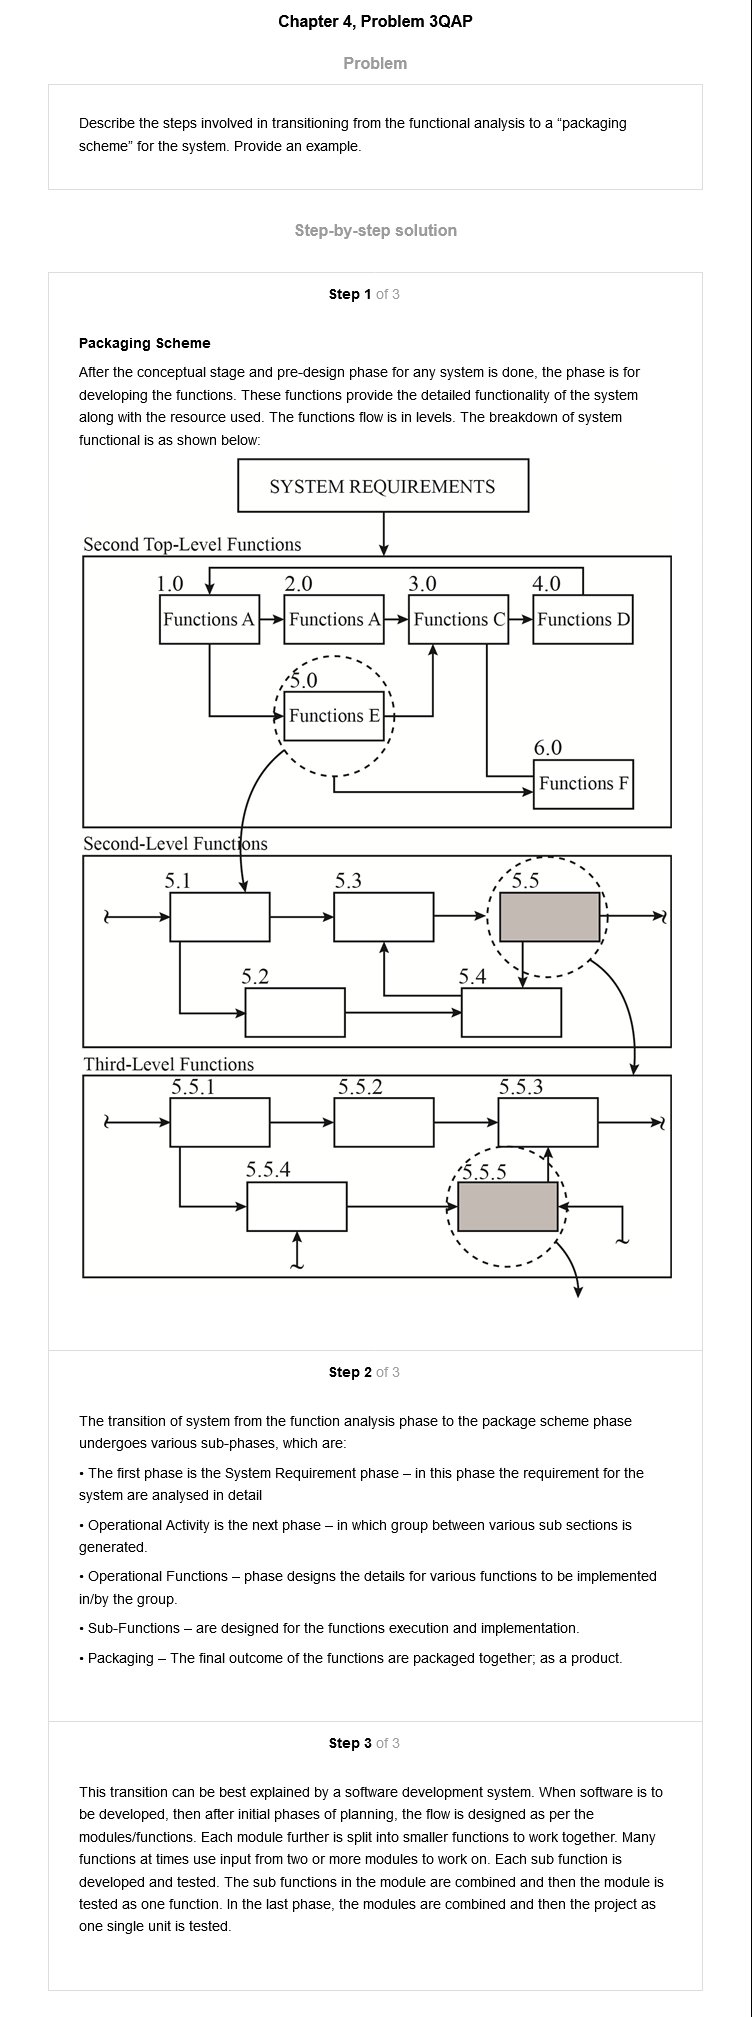 Chapter 4, Problem 3QAP
Problem
Describe the steps involved in transitioning from the functional analysis to a “packaging
scheme” for the system. Provide an example.
Step-by-step solution
Step 1 of 3
Packaging Scheme
After the conceptual stage and pre-design phase for any system is done, the phase is for
developing the functions. These functions provide the detailed functionality of the system
along with the resource used. The functions flow is in levels. The breakdown of system
functional is as shown below:
SYSTEM REQUIREMENTS
Second Top-Level Functions
1.0 2.0 3.0 4.0
Functions A Functions A Functions C Functions D
5.0
Functions E
6.0
Functions F
Second-Level Functions
5.1 5.3 5.5
5.2 5.4
Third-Level Functions
5.5.1 5.5.2 5.5.3
5.5.4 5.5.5
Step 2 of 3
The transition of system from the function analysis phase to the package scheme phase
undergoes various sub-phases, which are:
• The first phase is the System Requirement phase – in this phase the requirement for the
system are analysed in detail
• Operational Activity is the next phase – in which group between various sub sections is
generated.
• Operational Functions – phase designs the details for various functions to be implemented
in/by the group.
• Sub-Functions – are designed for the functions execution and implementation.
• Packaging – The final outcome of the functions are packaged together; as a product.
Step 3 of 3
This transition can be best explained by a software development system. When software is to
be developed, then after initial phases of planning, the flow is designed as per the
modules/functions. Each module further is split into smaller functions to work together. Many
functions at times use input from two or more modules to work on. Each sub function is
developed and tested. The sub functions in the module are combined and then the module is
tested as one function. In the last phase, the modules are combined and then the project as
one single unit is tested.